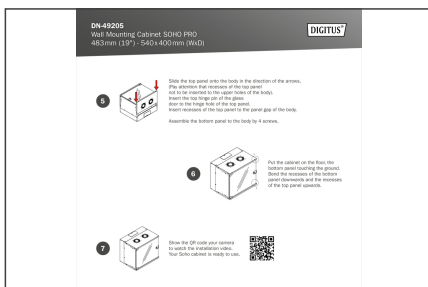 DN-49205
Wall Mounting Cabinet SOHO PRO
483 mm (19") - 540 x 400 mm (WxD)
DIGITUS®
5
Slide the top panel onto the body in the direction of the arrows.
(Pay attention that recesses of the top panel
not to be inserted to the upper holes of the body).
Insert the top hinge pin of the glass
door to the hinge hole of the top panel.
Insert recesses of the top panel to the panel gap of the body.
Assemble the bottom panel to the body by 4 screws.
6
Put the cabinet on the floor, the
bottom panel touching the ground.
Bend the recesses of the bottom
panel downwards and the recesses
of the top panel upwards.
7
Show the QR code your camera
to watch the installation video.
Your Soho cabinet is ready to use.